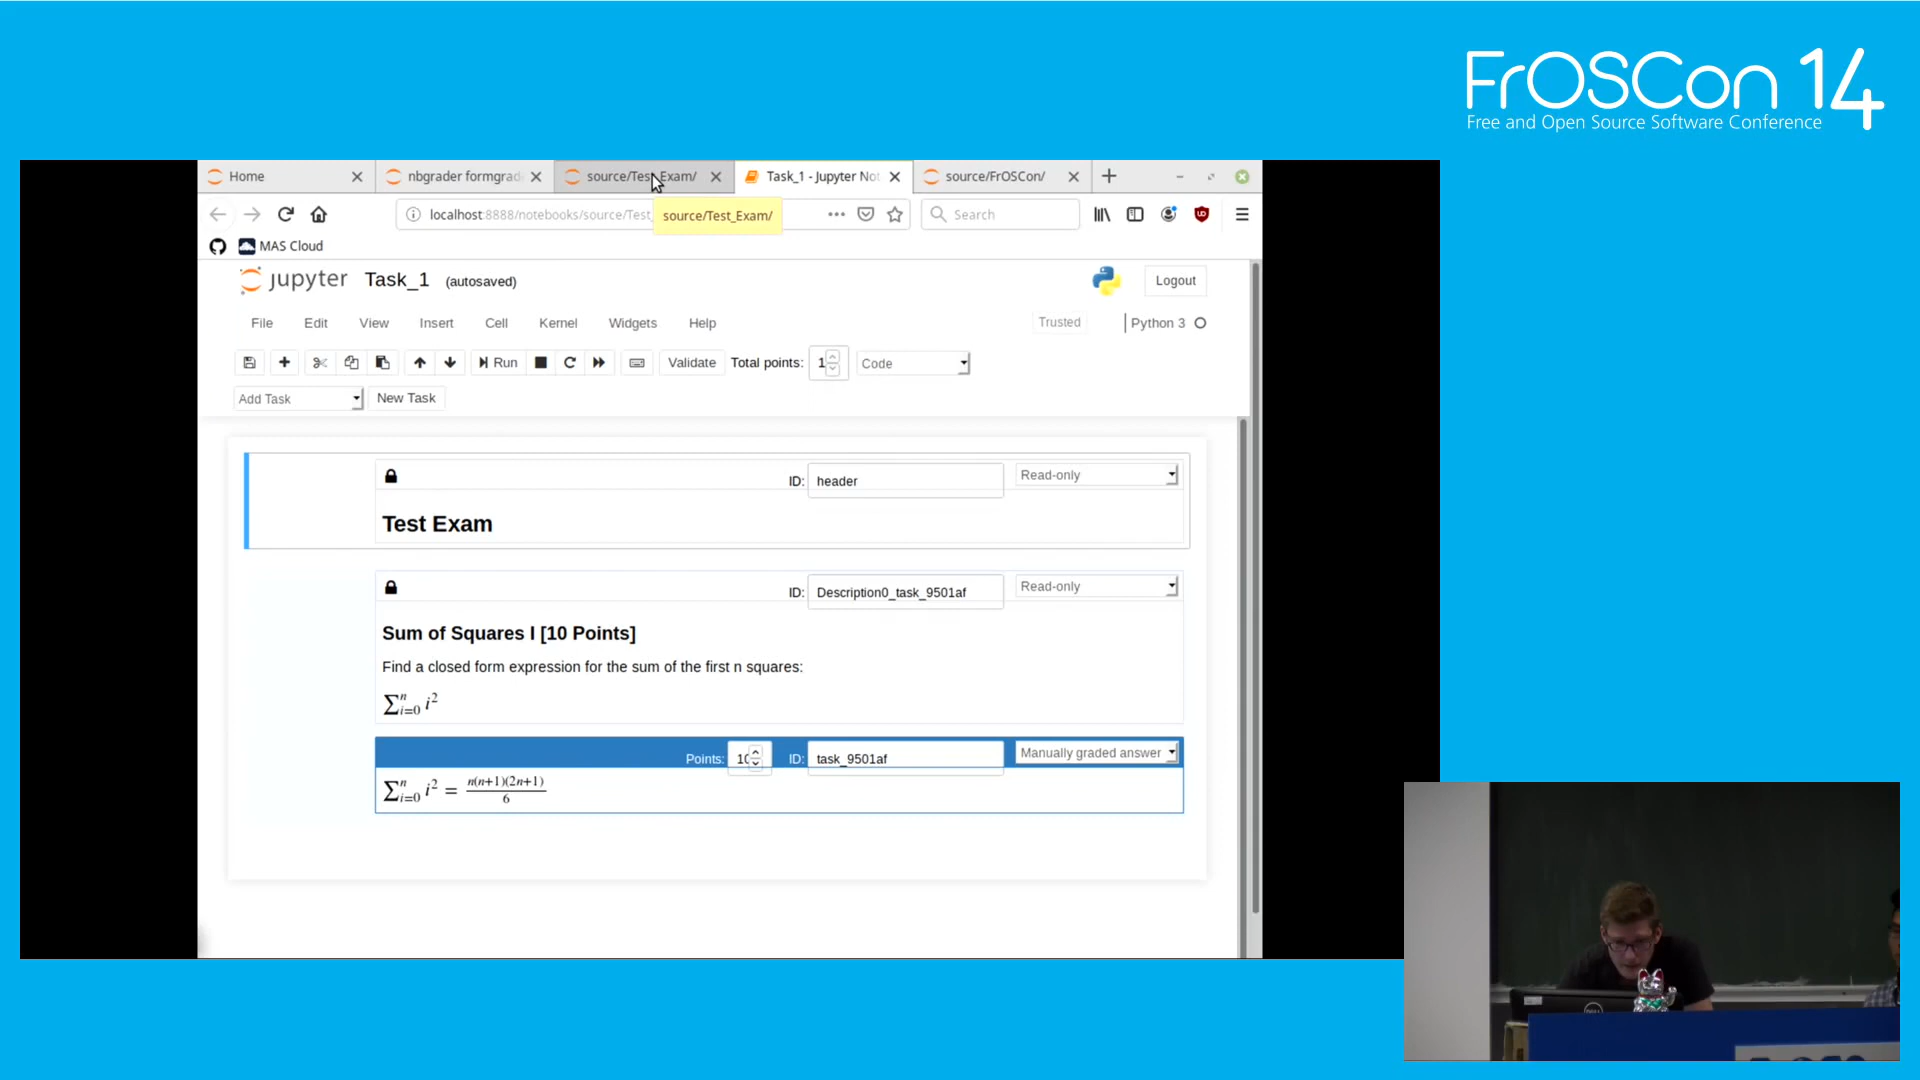 FrOSCon 14
Free and Open Source Software Conference
Home
nbgrader formgrad
source/Test_Exam/
Task_1 - Jupyter Not
source/FrOSCon/
localhost:8888/notebooks/source/Test_
source/Test_Exam/
Search
MAS Cloud
jupyter Task_1 (autosaved)
Logout
File Edit View Insert Cell Kernel Widgets Help
Trusted
Python 3
Run
Validate
Total points: 1
Code
Add Task
New Task
ID: header
Read-only
Test Exam
ID: Description0_task_9501af
Read-only
Sum of Squares I [10 Points]
Find a closed form expression for the sum of the first n squares:
∑ⁿᵢ₌₀ i²
Points: 10 ID: task_9501af
Manually graded answer
∑ⁿᵢ₌₀ i² = n(n+1)(2n+1)/6
DELL